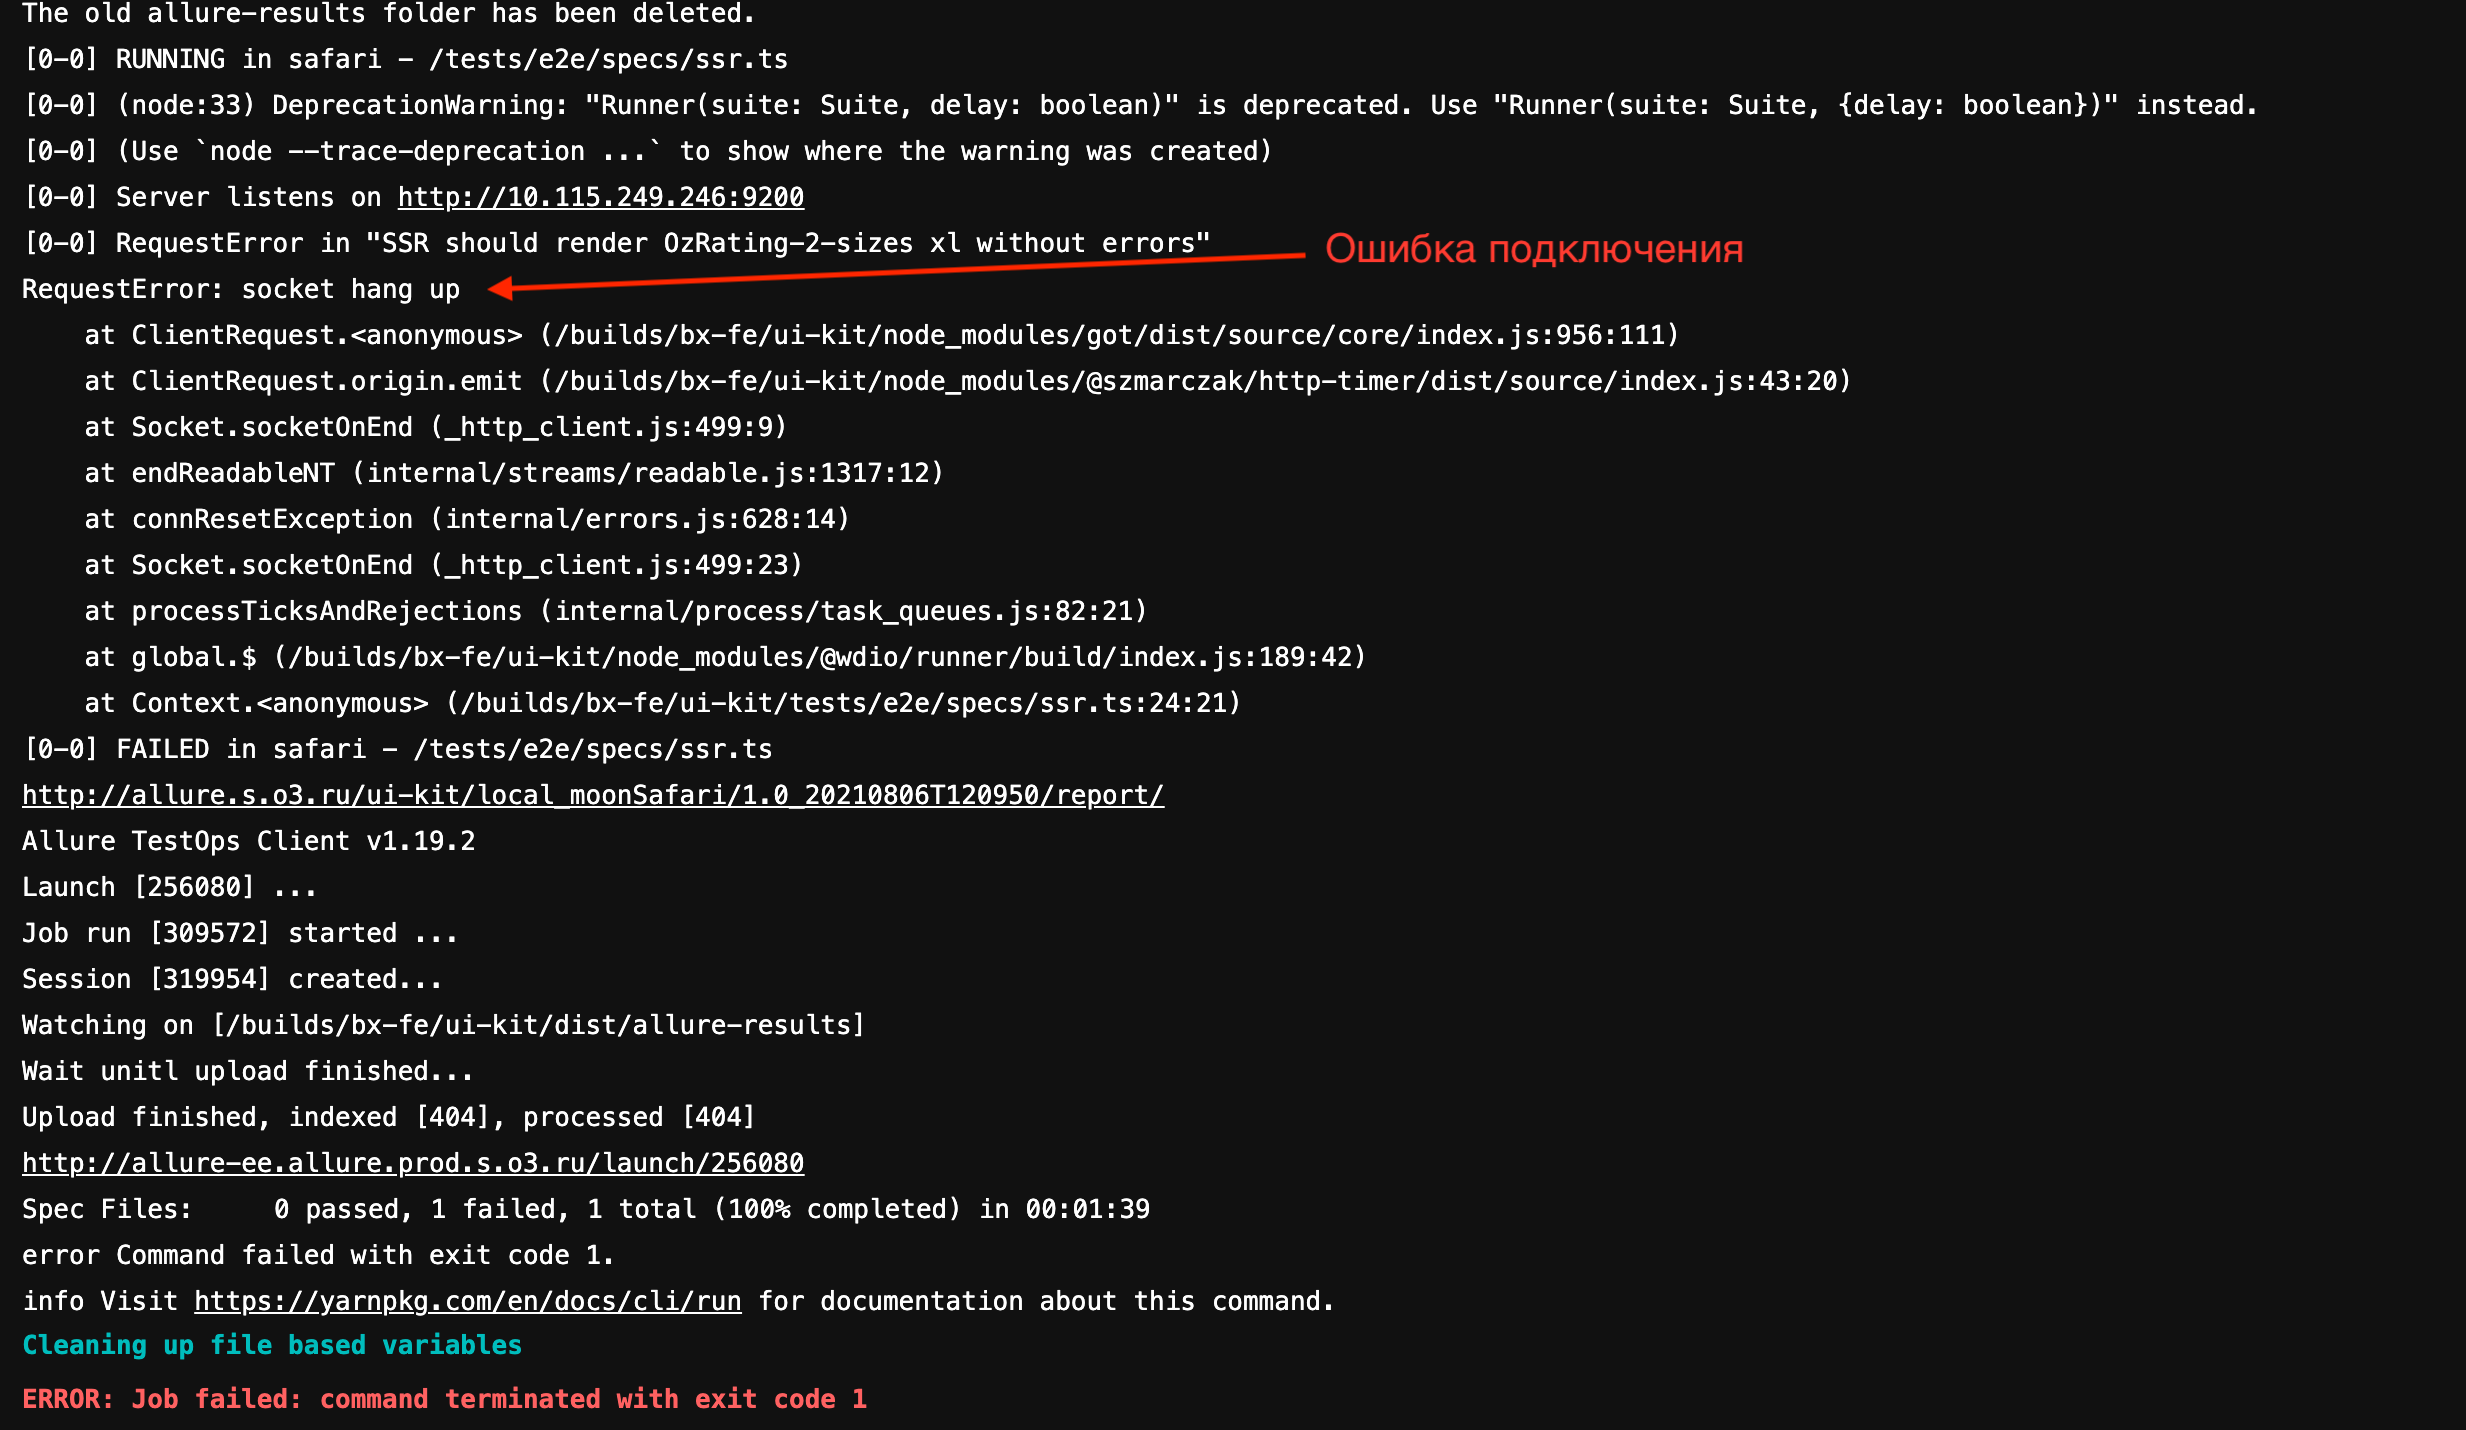 The old allure-results folder has been deleted.
[0-0] RUNNING in safari - /tests/e2e/specs/ssr.ts
[0-0] (node:33) DeprecationWarning: "Runner(suite: Suite, delay: boolean)" is deprecated. Use "Runner(suite: Suite, {delay: boolean})" instead.
[0-0] (Use `node --trace-deprecation ...` to show where the warning was created)
[0-0] Server listens on http://10.115.249.246:9200
[0-0] RequestError in "SSR should render OzRating-2-sizes xl without errors"
Ошибка подключения
RequestError: socket hang up
    at ClientRequest.<anonymous> (/builds/bx-fe/ui-kit/node_modules/got/dist/source/core/index.js:956:111)
    at ClientRequest.origin.emit (/builds/bx-fe/ui-kit/node_modules/@szmarczak/http-timer/dist/source/index.js:43:20)
    at Socket.socketOnEnd (_http_client.js:499:9)
    at endReadableNT (internal/streams/readable.js:1317:12)
    at connResetException (internal/errors.js:628:14)
    at Socket.socketOnEnd (_http_client.js:499:23)
    at processTicksAndRejections (internal/process/task_queues.js:82:21)
    at global.$ (/builds/bx-fe/ui-kit/node_modules/@wdio/runner/build/index.js:189:42)
    at Context.<anonymous> (/builds/bx-fe/ui-kit/tests/e2e/specs/ssr.ts:24:21)
[0-0] FAILED in safari - /tests/e2e/specs/ssr.ts
http://allure.s.o3.ru/ui-kit/local_moonSafari/1.0_20210806T120950/report/
Allure TestOps Client v1.19.2
Launch [256080] ...
Job run [309572] started ...
Session [319954] created...
Watching on [/builds/bx-fe/ui-kit/dist/allure-results]
Wait unitl upload finished...
Upload finished, indexed [404], processed [404]
http://allure-ee.allure.prod.s.o3.ru/launch/256080
Spec Files:     0 passed, 1 failed, 1 total (100% completed) in 00:01:39
error Command failed with exit code 1.
info Visit https://yarnpkg.com/en/docs/cli/run for documentation about this command.
Cleaning up file based variables
ERROR: Job failed: command terminated with exit code 1